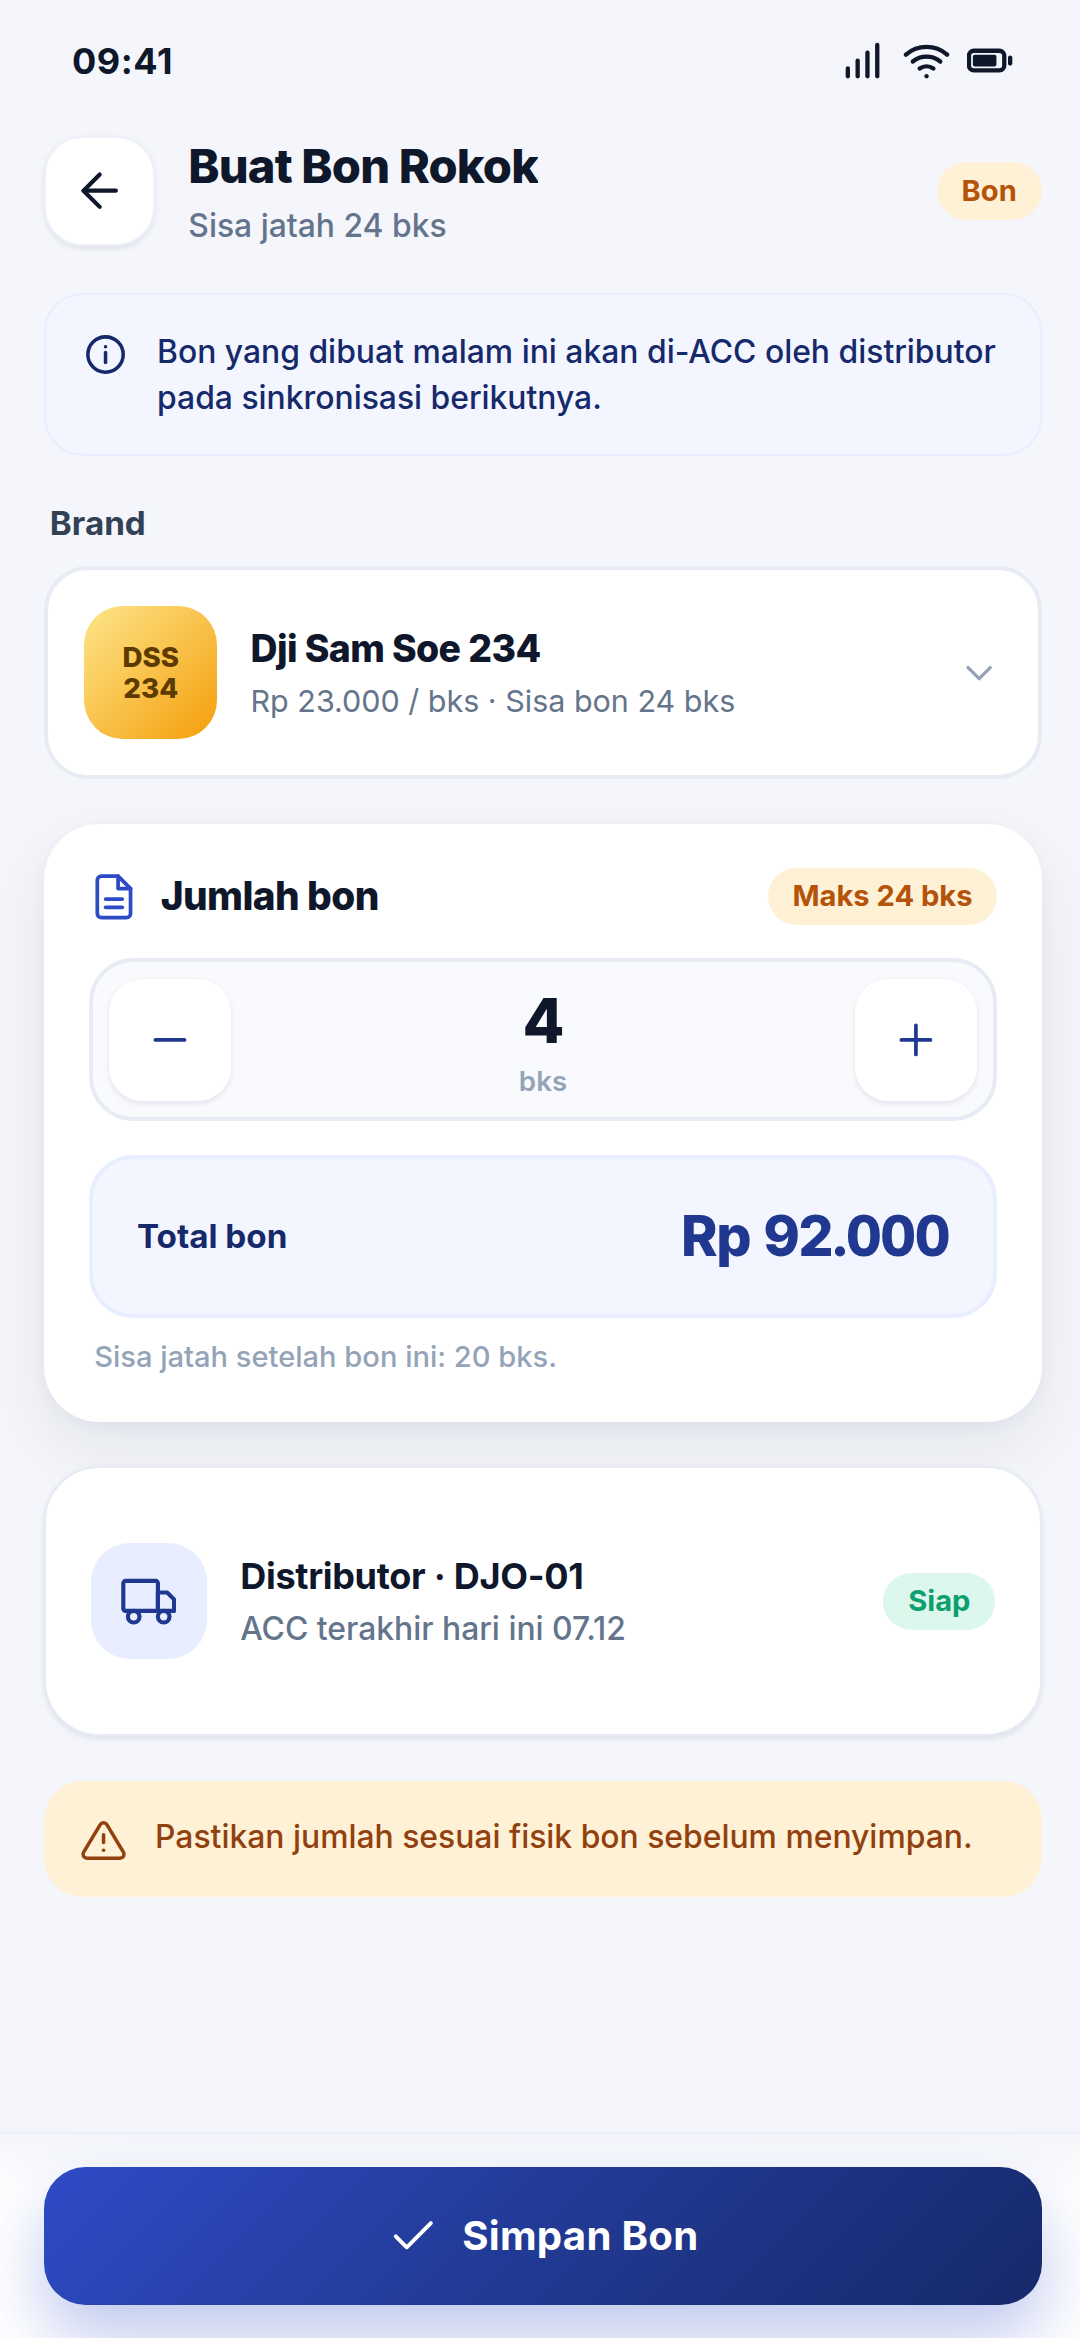 09:41
Buat Bon Rokok
Sisa jatah 24 bks
Bon
Bon yang dibuat malam ini akan di-ACC oleh distributor
pada sinkronisasi berikutnya.
Brand
DSS
234
Dji Sam Soe 234
Rp 23.000 / bks · Sisa bon 24 bks
Jumlah bon
Maks 24 bks
4
bks
Total bon
Rp 92.000
Sisa jatah setelah bon ini: 20 bks.
Distributor · DJO-01
ACC terakhir hari ini 07.12
Siap
Pastikan jumlah sesuai fisik bon sebelum menyimpan.
Simpan Bon